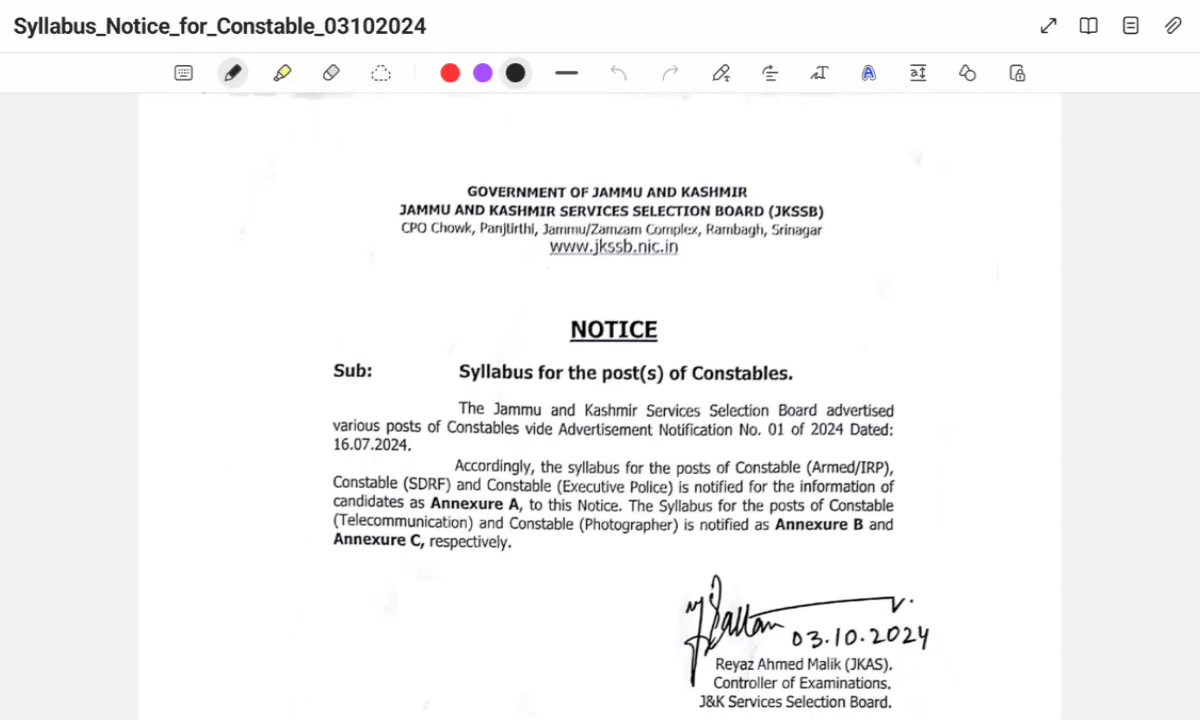 Syllabus_Notice_for_Constable_03102024
GOVERNMENT OF JAMMU AND KASHMIR
JAMMU AND KASHMIR SERVICES SELECTION BOARD (JKSSB)
CPO Chowk, Panjtirthi, Jammu/Zamzam Complex, Rambagh, Srinagar
www.jkssb.nic.in
NOTICE
Sub: Syllabus for the post(s) of Constables.
The Jammu and Kashmir Services Selection Board advertised
various posts of Constables vide Advertisement Notification No. 01 of 2024 Dated:
16.07.2024.
Accordingly, the syllabus for the posts of Constable (Armed/IRP),
Constable (SDRF) and Constable (Executive Police) is notified for the information of
candidates as Annexure A, to this Notice. The Syllabus for the posts of Constable
(Telecommunication) and Constable (Photographer) is notified as Annexure B and
Annexure C, respectively.
03.10.2024
Reyaz Ahmed Malik (JKAS).
Controller of Examinations.
J&K Services Selection Board.